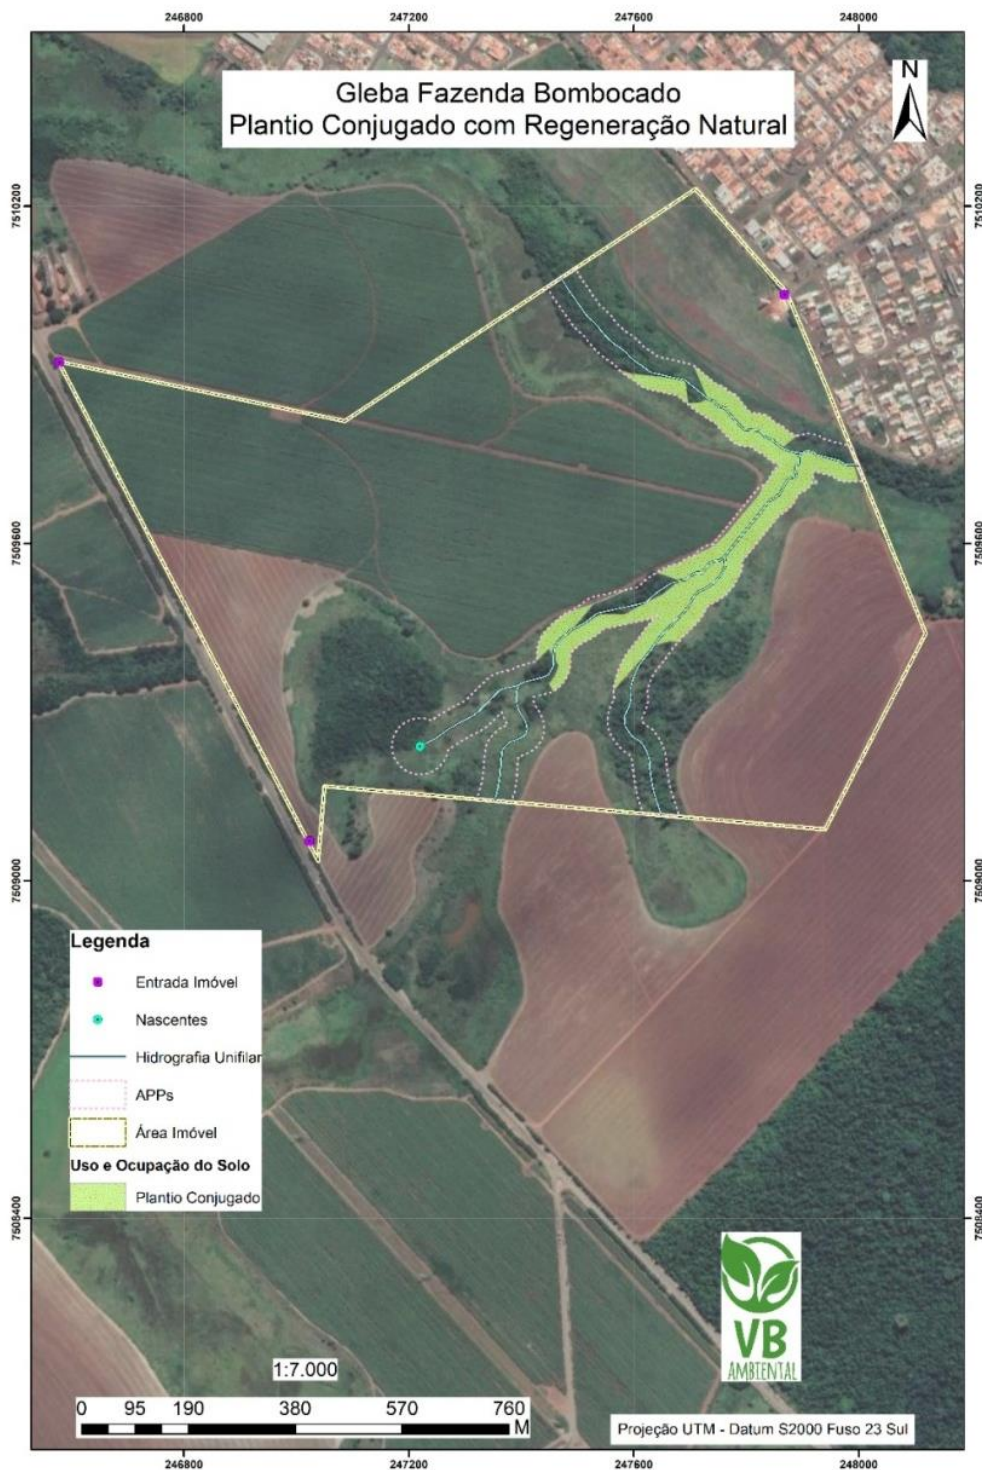 246800 247200 247600 248000
Gleba Fazenda Bombocado
Plantio Conjugado com Regeneração Natural
N
7510200 7510200
7509600 7509600
7509000 7509000
Legenda
Entrada Imóvel
Nascentes
Hidrografia Unifilar
APPs
Área Imóvel
Uso e Ocupação do Solo
Plantio Conjugado
7508400 7508400
VB
AMBIENTAL
1:7.000
0 95 190 380 570 760
M
Projeção UTM - Datum S2000 Fuso 23 Sul
246800 247200 247600 248000